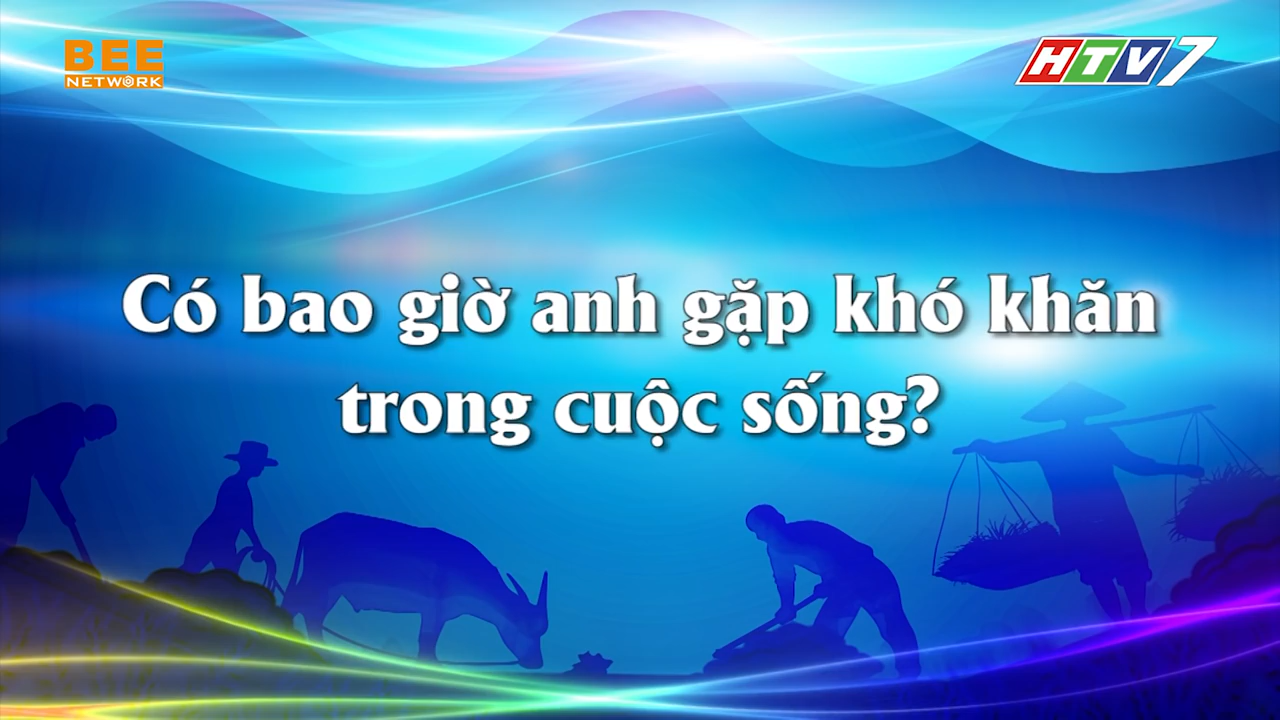 BEE
NETWORK
HTV7
Có bao giờ anh gặp khó khăn
trong cuộc sống?